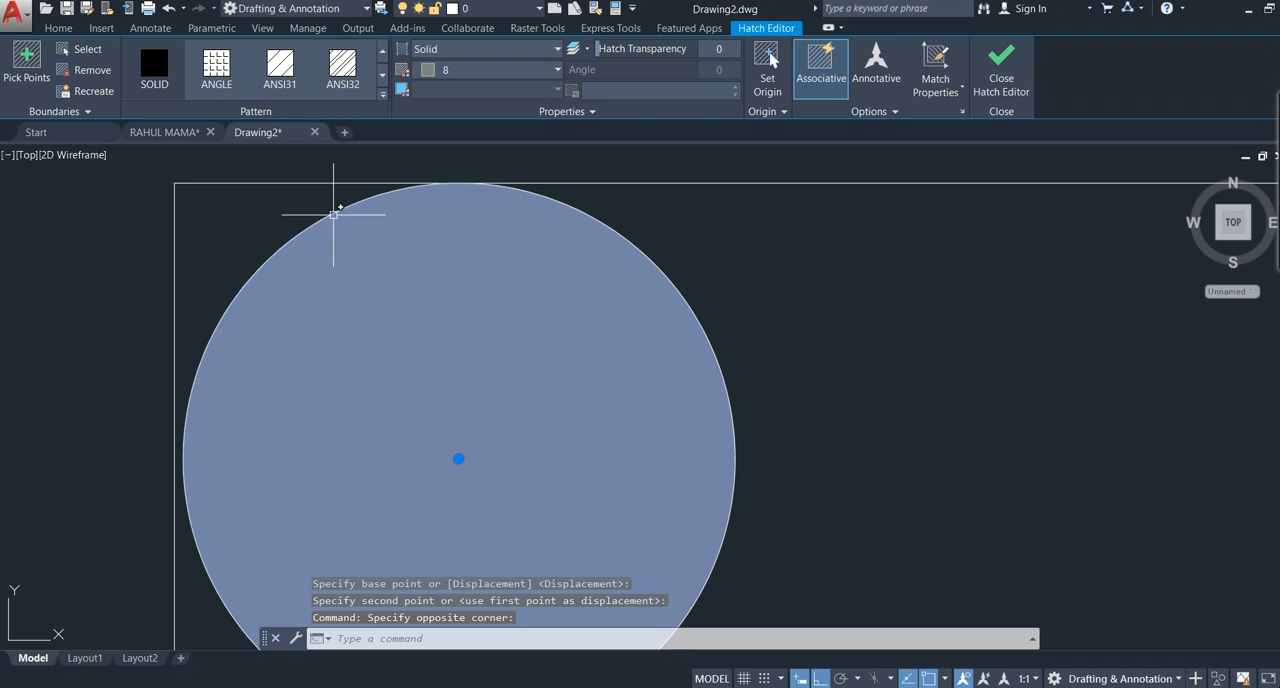 Drafting & Annotation 0 Drawing2.dwg Type a keyword or phrase Sign In
Home Insert Annotate Parametric View Manage Output Add-ins Collaborate Express Tools Raster Tools Featured Apps Hatch Editor
Pick Points
Select
Remove
Recreate
Boundaries
SOLID ANGLE ANSI31 ANSI32
Pattern
Solid Hatch Transparency 0
8 Angle 0
Properties
Set
Origin
Origin
Associative Annotative
Match
Properties
Options
Close
Hatch Editor
Close
Start RAHUL MAMA* Drawing2*
[−][Top][2D Wireframe]
N
W TOP E
S
Unnamed
Y
X
Specify base point or [Displacement] <Displacement>:
Specify second point or <use first point as displacement>:
Command: Specify opposite corner:
Type a command
Model Layout1 Layout2
MODEL 1:1 Drafting & Annotation